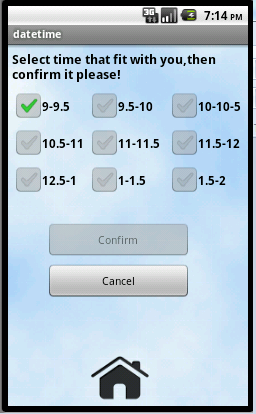 3G 7:14 PM
datetime
Select time that fit with you,then
confirm it please!
9-9.5 9.5-10 10-10-5
10.5-11 11-11.5 11.5-12
12.5-1 1-1.5 1.5-2
Confirm
Cancel